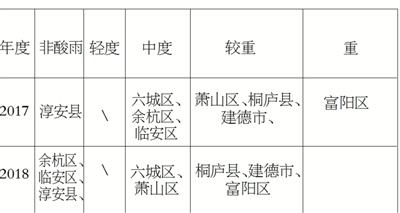 年度 非酸雨 轻度 中度 较重 重
2017 淳安县 \ 六城区、余杭区、临安区 萧山区、桐庐县、建德市、 富阳区
2018 余杭区、临安区、淳安县、 \ 六城区、萧山区 桐庐县、建德市、富阳区